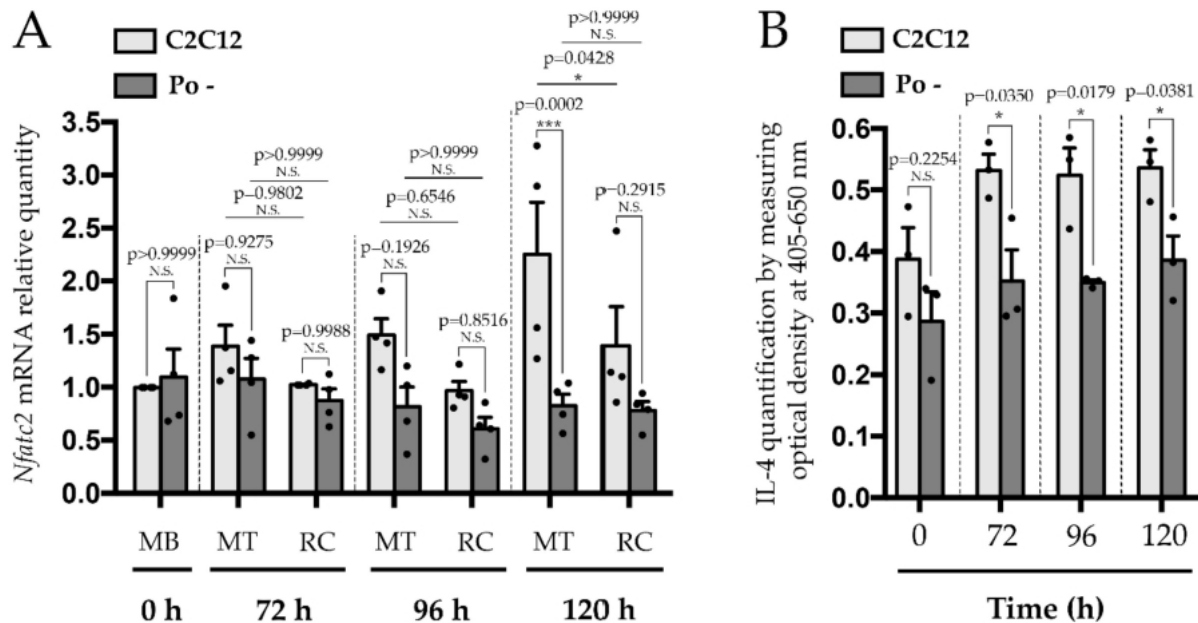 A
C2C12
Po -
Nfatc2 mRNA relative quantity
3.5
3.0
2.5
2.0
1.5
1.0
0.5
0.0
p>0.9999
N.S.
p=0.9275
N.S.
p=0.9802
N.S.
p>0.9999
N.S.
p=0.9988
N.S.
p=0.1926
N.S.
p=0.6546
N.S.
p>0.9999
N.S.
p=0.8516
N.S.
p>0.9999
N.S.
p=0.0428
*
p=0.0002
***
p=0.2915
N.S.
MB MT RC MT RC MT RC
0 h 72 h 96 h 120 h
B
C2C12
Po -
IL-4 quantification by measuring
optical density at 405-650 nm
0.6
0.5
0.4
0.3
0.2
0.1
0.0
p=0.2254
N.S.
p=0.0350
*
p=0.0179
*
p=0.0381
*
0 72 96 120
Time (h)